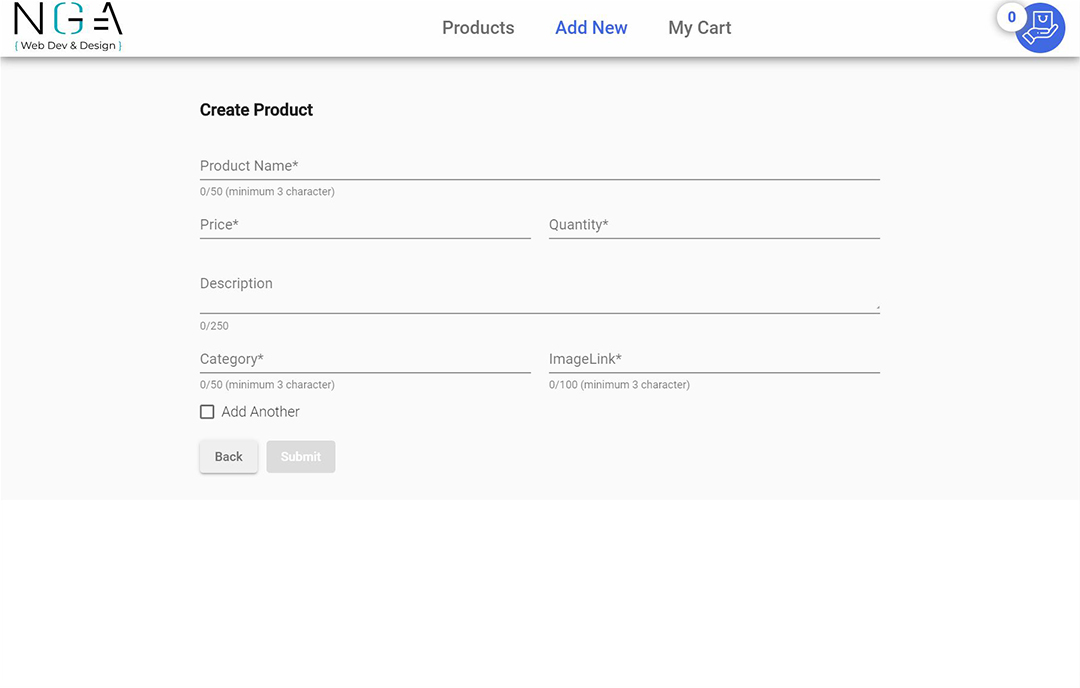 NGA
{ Web Dev & Design }
Products Add New My Cart
0
Create Product
Product Name*
0/50 (minimum 3 character)
Price* Quantity*
Description
0/250
Category* ImageLink*
0/50 (minimum 3 character) 0/100 (minimum 3 character)
Add Another
Back Submit